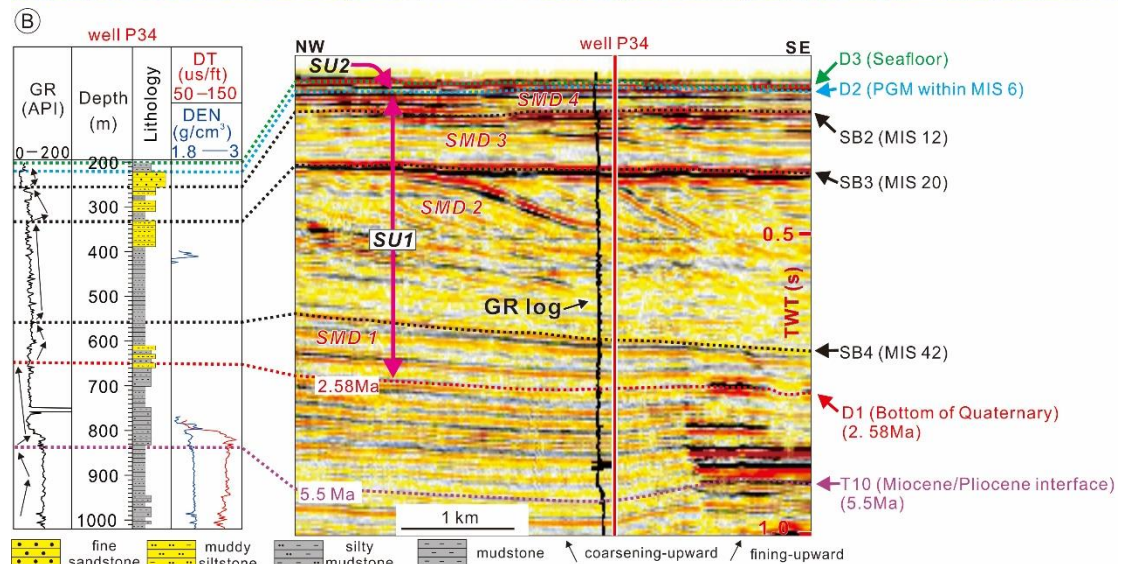 B
well P34
GR
(API)
0–200
Depth
(m)
Lithology
DT
(us/ft)
50–150
DEN
(g/cm³)
1.8 — 3
200
300
400
500
600
700
800
900
1000
NW
well P34
SE
SU2
SMD 4
SMD 3
SMD 2
SU1
GR log
SMD 1
2.58Ma
5.5 Ma
1 km
0.5
TWT (s)
1.0
D3 (Seafloor)
D2 (PGM within MIS 6)
SB2 (MIS 12)
SB3 (MIS 20)
SB4 (MIS 42)
D1 (Bottom of Quaternary)
(2. 58Ma)
T10 (Miocene/Pliocene interface)
(5.5Ma)
fine
sandstone
muddy
siltstone
silty
mudstone
mudstone
coarsening-upward
fining-upward